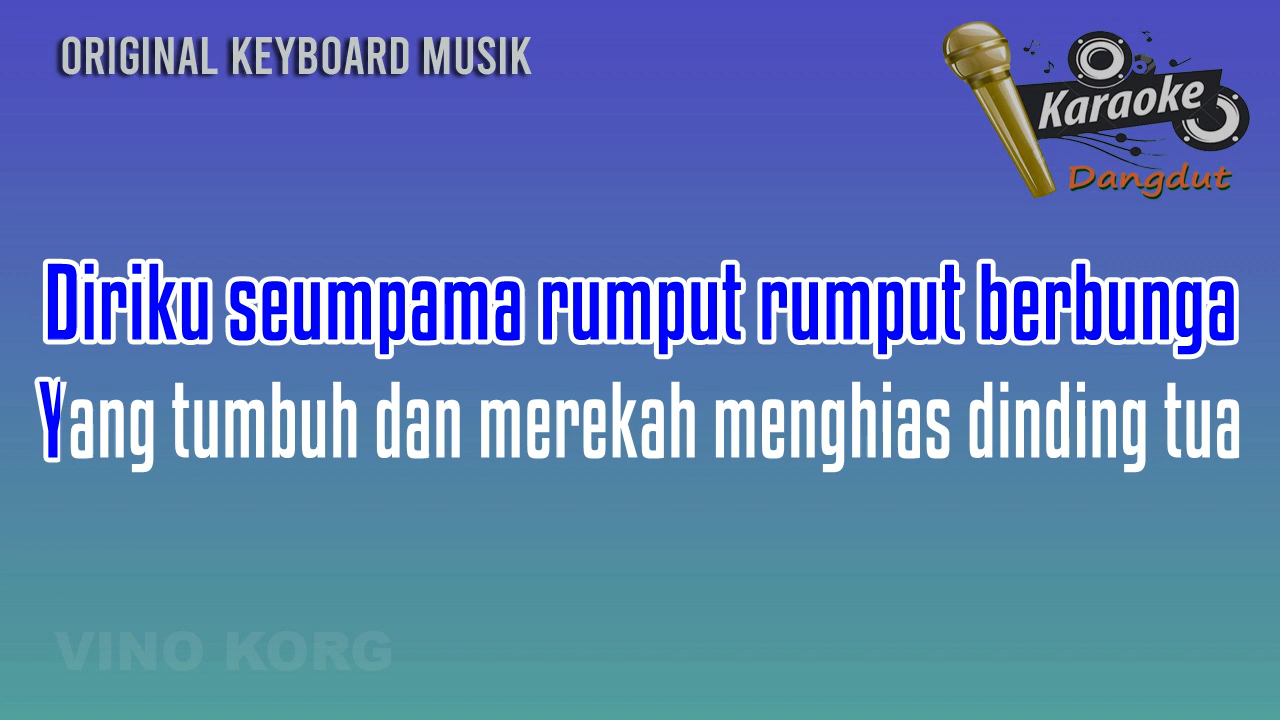 ORIGINAL KEYBOARD MUSIK
Karaoke
Dangdut
Diriku seumpama rumput rumput berbunga
Yang tumbuh dan merekah menghias dinding tua
VINO KORG